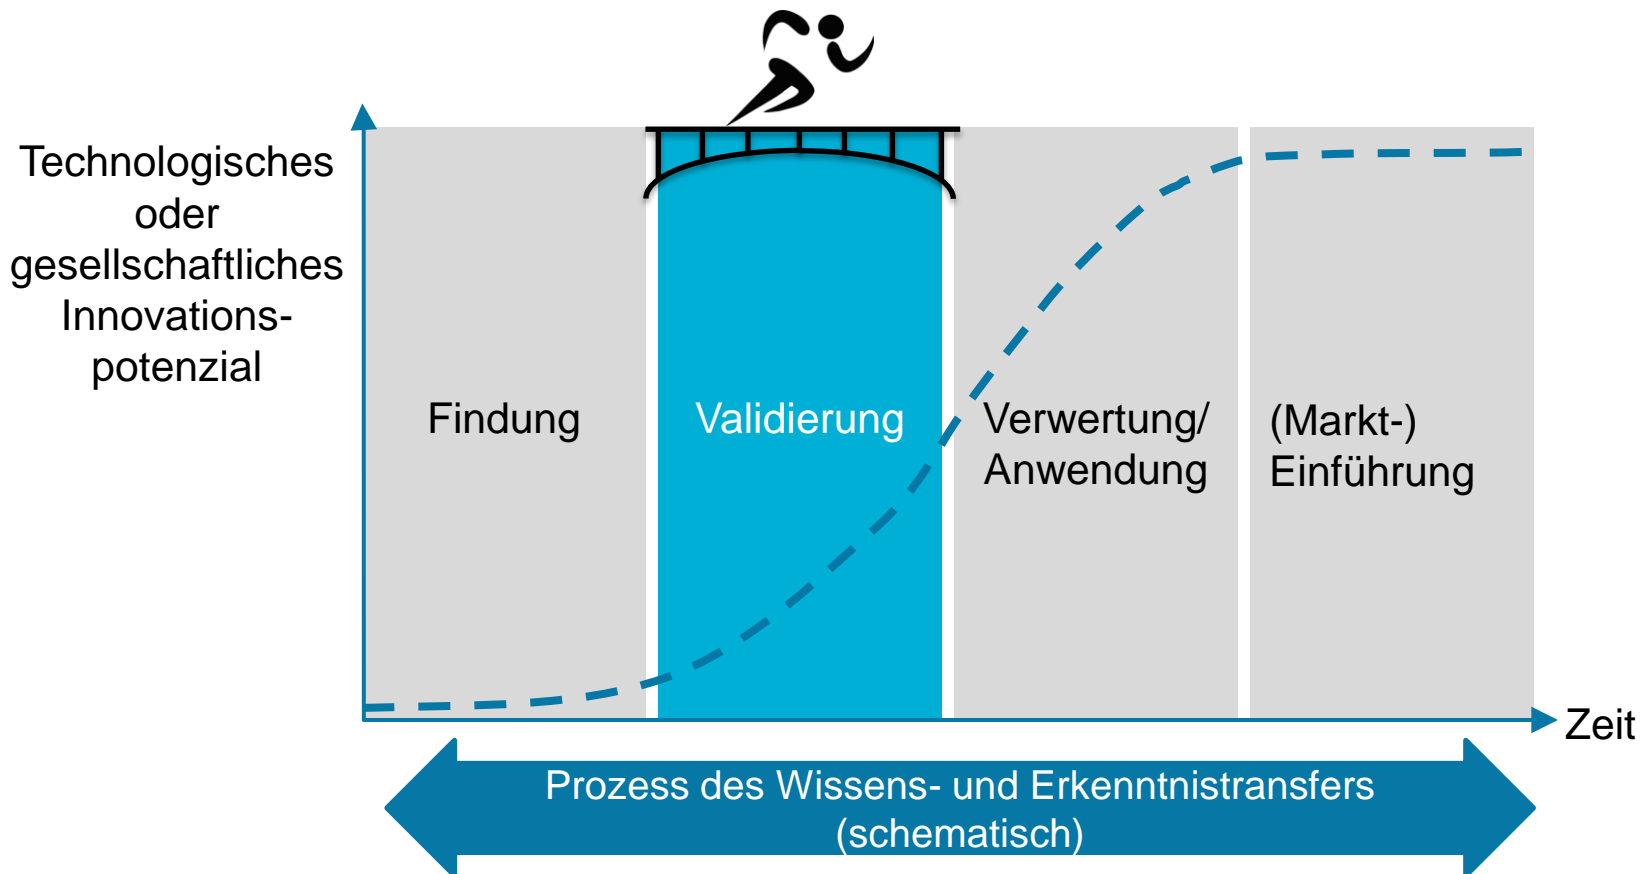 Technologisches
oder
gesellschaftliches
Innovations-
potenzial
Findung
Validierung
Verwertung/
Anwendung
(Markt-)
Einführung
Zeit
Prozess des Wissens- und Erkenntnistransfers
(schematisch)